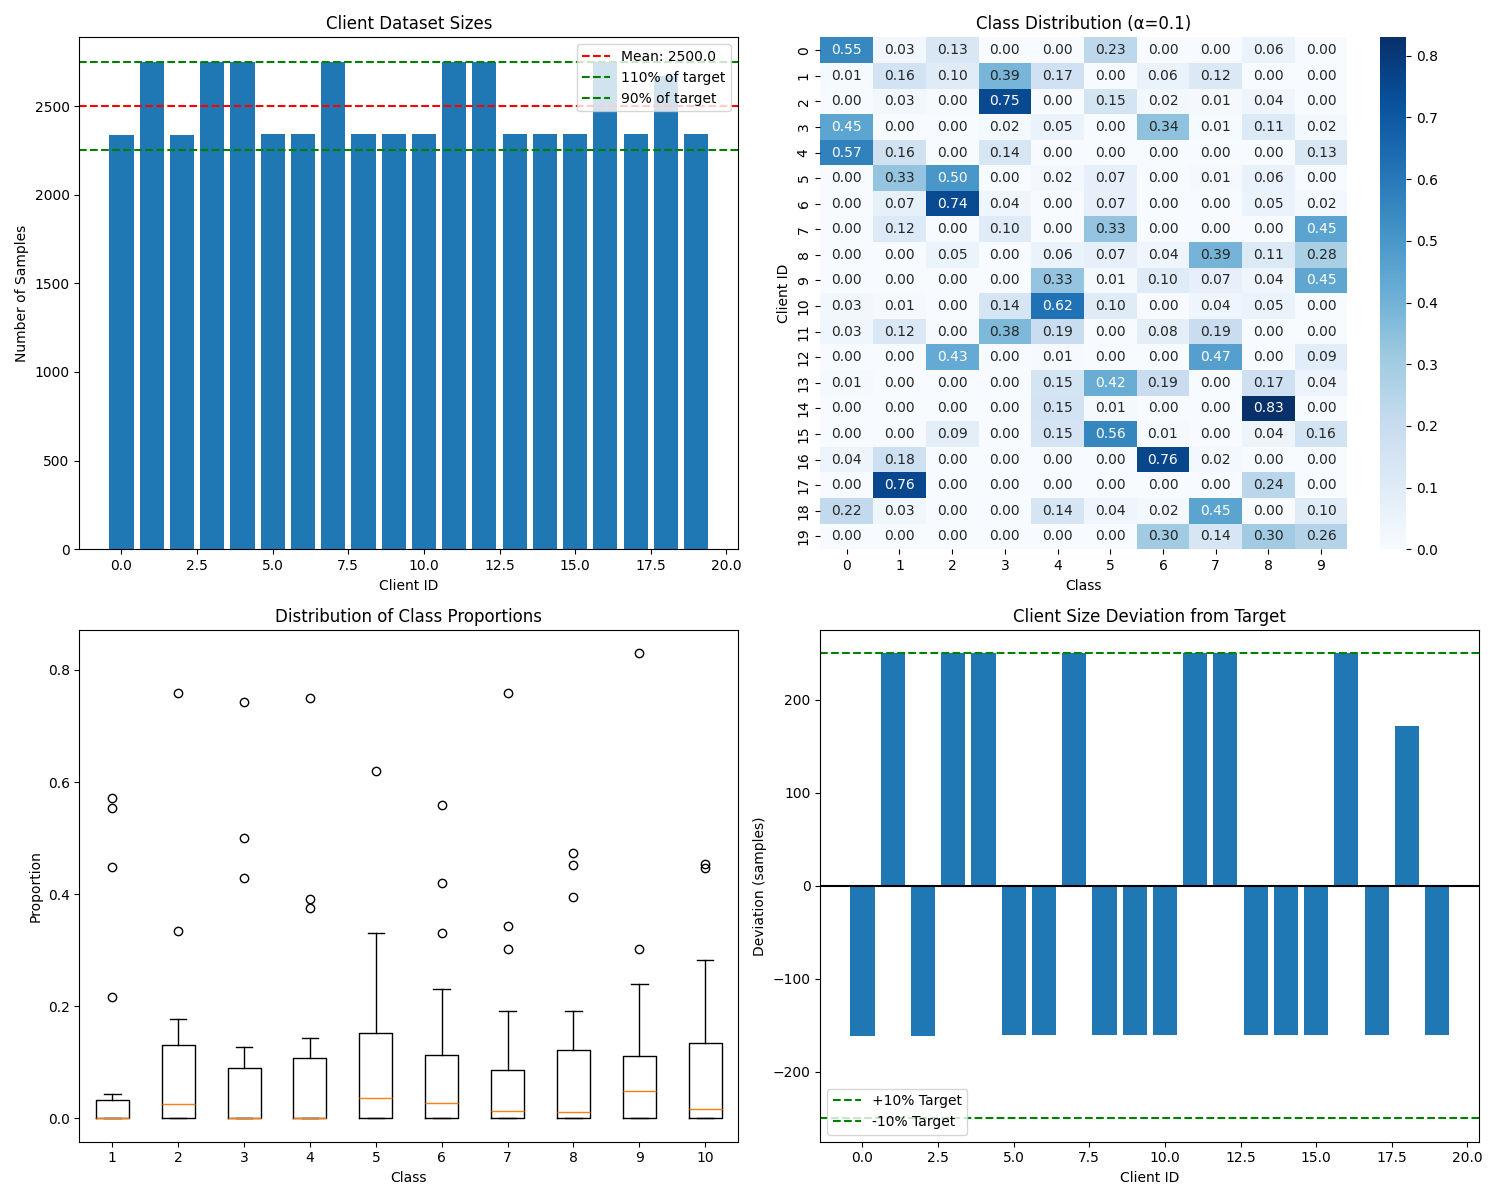 Client Dataset Sizes
Number of Samples
2500
2000
1500
1000
500
0
Mean: 2500.0
110% of target
90% of target
0.0 2.5 5.0 7.5 10.0 12.5 15.0 17.5 20.0
Client ID
Class Distribution (α=0.1)
Client ID
0 0.55 0.03 0.13 0.00 0.00 0.23 0.00 0.00 0.06 0.00
1 0.01 0.16 0.10 0.39 0.17 0.00 0.06 0.12 0.00 0.00
2 0.00 0.03 0.00 0.75 0.00 0.15 0.02 0.01 0.04 0.00
3 0.45 0.00 0.00 0.02 0.05 0.00 0.34 0.01 0.11 0.02
4 0.57 0.16 0.00 0.14 0.00 0.00 0.00 0.00 0.00 0.13
5 0.00 0.33 0.50 0.00 0.02 0.07 0.00 0.01 0.06 0.00
6 0.00 0.07 0.74 0.04 0.00 0.07 0.00 0.00 0.05 0.02
7 0.00 0.12 0.00 0.10 0.00 0.33 0.00 0.00 0.00 0.45
8 0.00 0.00 0.05 0.00 0.06 0.07 0.04 0.39 0.11 0.28
9 0.00 0.00 0.00 0.00 0.33 0.01 0.10 0.07 0.04 0.45
10 0.03 0.01 0.00 0.14 0.62 0.10 0.00 0.04 0.05 0.00
11 0.03 0.12 0.00 0.38 0.19 0.00 0.08 0.19 0.00 0.00
12 0.00 0.00 0.43 0.00 0.01 0.00 0.00 0.47 0.00 0.09
13 0.01 0.00 0.00 0.00 0.15 0.42 0.19 0.00 0.17 0.04
14 0.00 0.00 0.00 0.00 0.15 0.01 0.00 0.00 0.83 0.00
15 0.00 0.00 0.09 0.00 0.15 0.56 0.01 0.00 0.04 0.16
16 0.04 0.18 0.00 0.00 0.00 0.00 0.76 0.02 0.00 0.00
17 0.00 0.76 0.00 0.00 0.00 0.00 0.00 0.00 0.24 0.00
18 0.22 0.03 0.00 0.00 0.14 0.04 0.02 0.45 0.00 0.10
19 0.00 0.00 0.00 0.00 0.00 0.00 0.30 0.14 0.30 0.26
0 1 2 3 4 5 6 7 8 9
Class
0.8
0.7
0.6
0.5
0.4
0.3
0.2
0.1
0.0
Distribution of Class Proportions
Proportion
0.8
0.6
0.4
0.2
0.0
1 2 3 4 5 6 7 8 9 10
Class
Client Size Deviation from Target
Deviation (samples)
200
100
0
−100
−200
+10% Target
-10% Target
0.0 2.5 5.0 7.5 10.0 12.5 15.0 17.5 20.0
Client ID